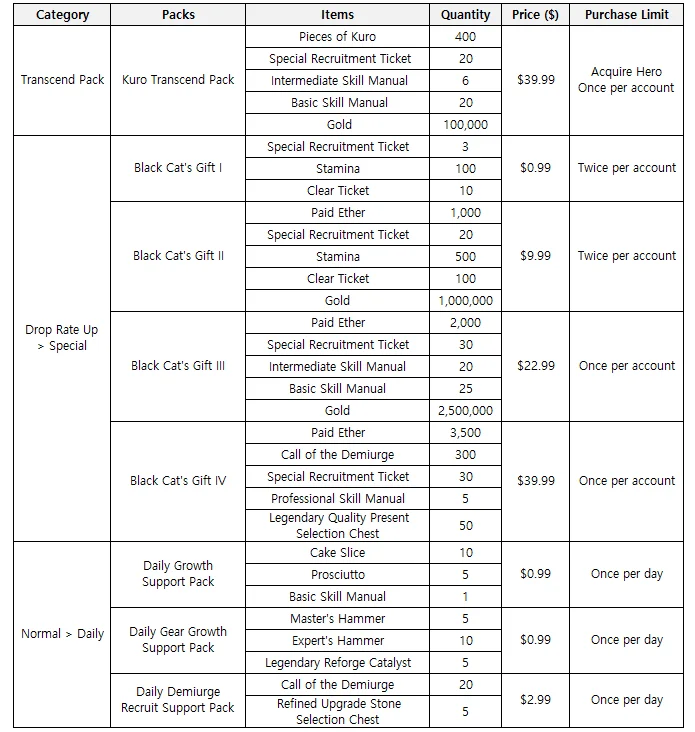 Category Packs Items Quantity Price ($) Purchase Limit
Transcend Pack Kuro Transcend Pack Pieces of Kuro 400 $39.99 Acquire Hero
Once per account
Special Recruitment Ticket 20
Intermediate Skill Manual 6
Basic Skill Manual 20
Gold 100,000
Drop Rate Up
> Special
Black Cat's Gift I Special Recruitment Ticket 3 $0.99 Twice per account
Stamina 100
Clear Ticket 10
Black Cat's Gift II Paid Ether 1,000 $9.99 Twice per account
Special Recruitment Ticket 20
Stamina 500
Clear Ticket 100
Gold 1,000,000
Black Cat's Gift III Paid Ether 2,000 $22.99 Once per account
Special Recruitment Ticket 30
Intermediate Skill Manual 20
Basic Skill Manual 25
Gold 2,500,000
Black Cat's Gift IV Paid Ether 3,500 $39.99 Once per account
Call of the Demiurge 300
Special Recruitment Ticket 30
Professional Skill Manual 5
Legendary Quality Present
Selection Chest 50
Normal > Daily
Daily Growth
Support Pack
Cake Slice 10 $0.99 Once per day
Prosciutto 5
Basic Skill Manual 1
Daily Gear Growth
Support Pack
Master's Hammer 5 $0.99 Once per day
Expert's Hammer 10
Legendary Reforge Catalyst 5
Daily Demiurge
Recruit Support Pack
Call of the Demiurge 20 $2.99 Once per day
Refined Upgrade Stone
Selection Chest 5